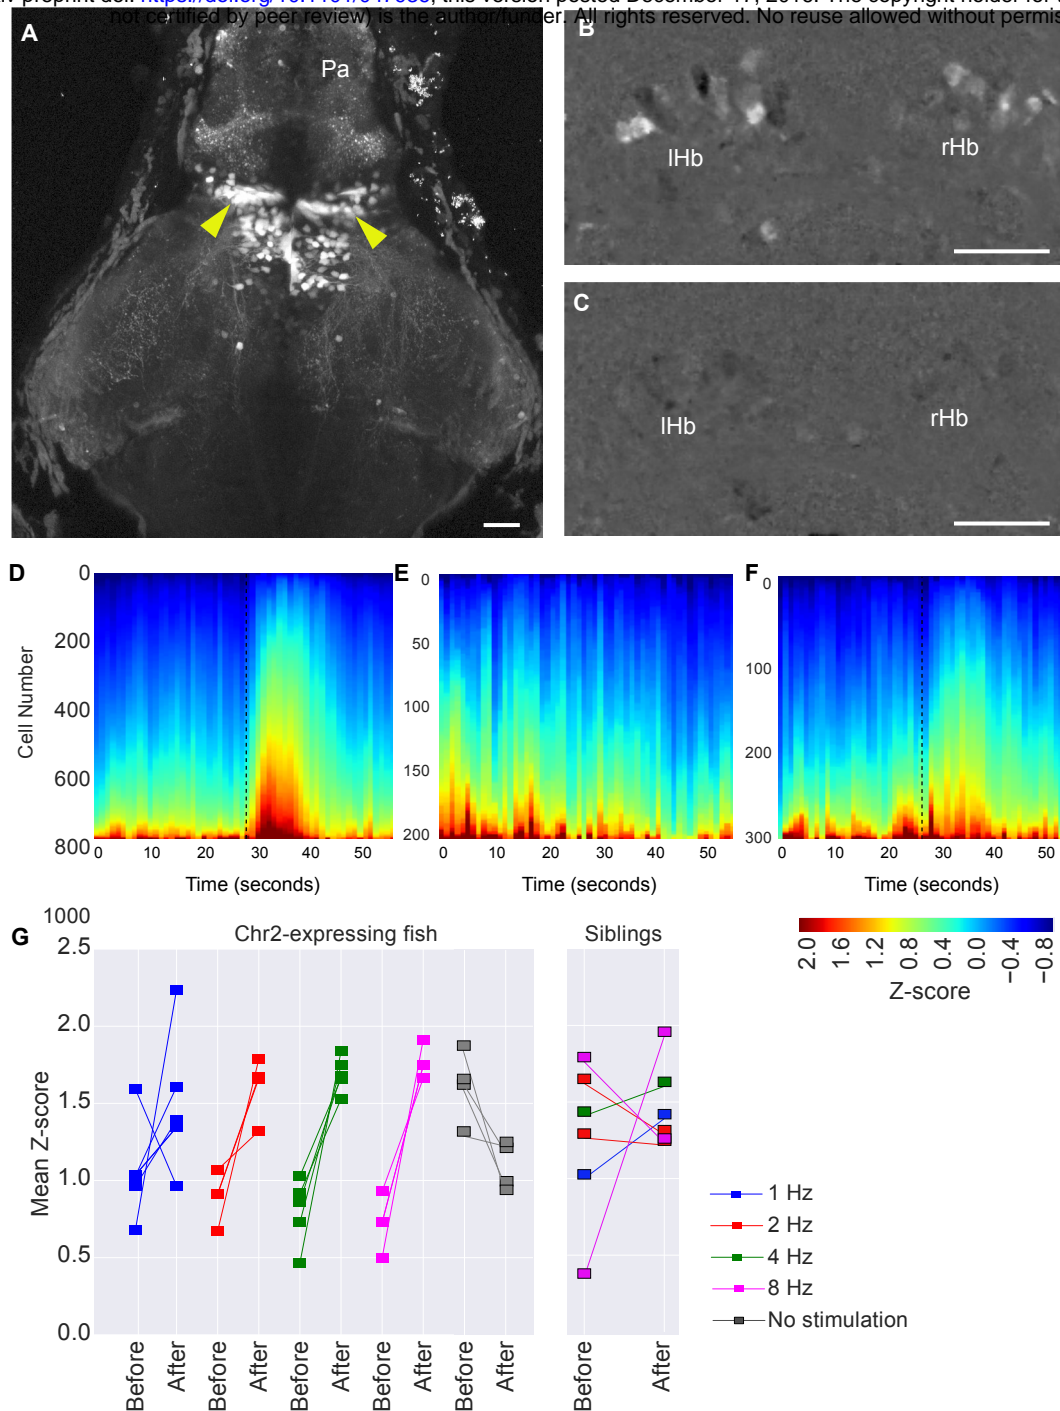 not certified by peer review) is the author/funder. All rights reserved. No reuse allowed without permis
A
Pa
B
lHb
rHb
C
lHb
rHb
D
E
F
Cell Number
0
200
400
600
800
1000
0
50
100
150
200
0
100
200
300
0 10 20 30 40 50
0 10 20 30 40 50
0 10 20 30 40 50
Time (seconds)
Time (seconds)
Time (seconds)
2.0 1.6 1.2 0.8 0.4 0.0 −0.4 −0.8
Z-score
G
Chr2-expressing fish
Siblings
Mean Z-score
2.5
2.0
1.5
1.0
0.5
0.0
Before After Before After Before After Before After Before After
Before After
1 Hz
2 Hz
4 Hz
8 Hz
No stimulation